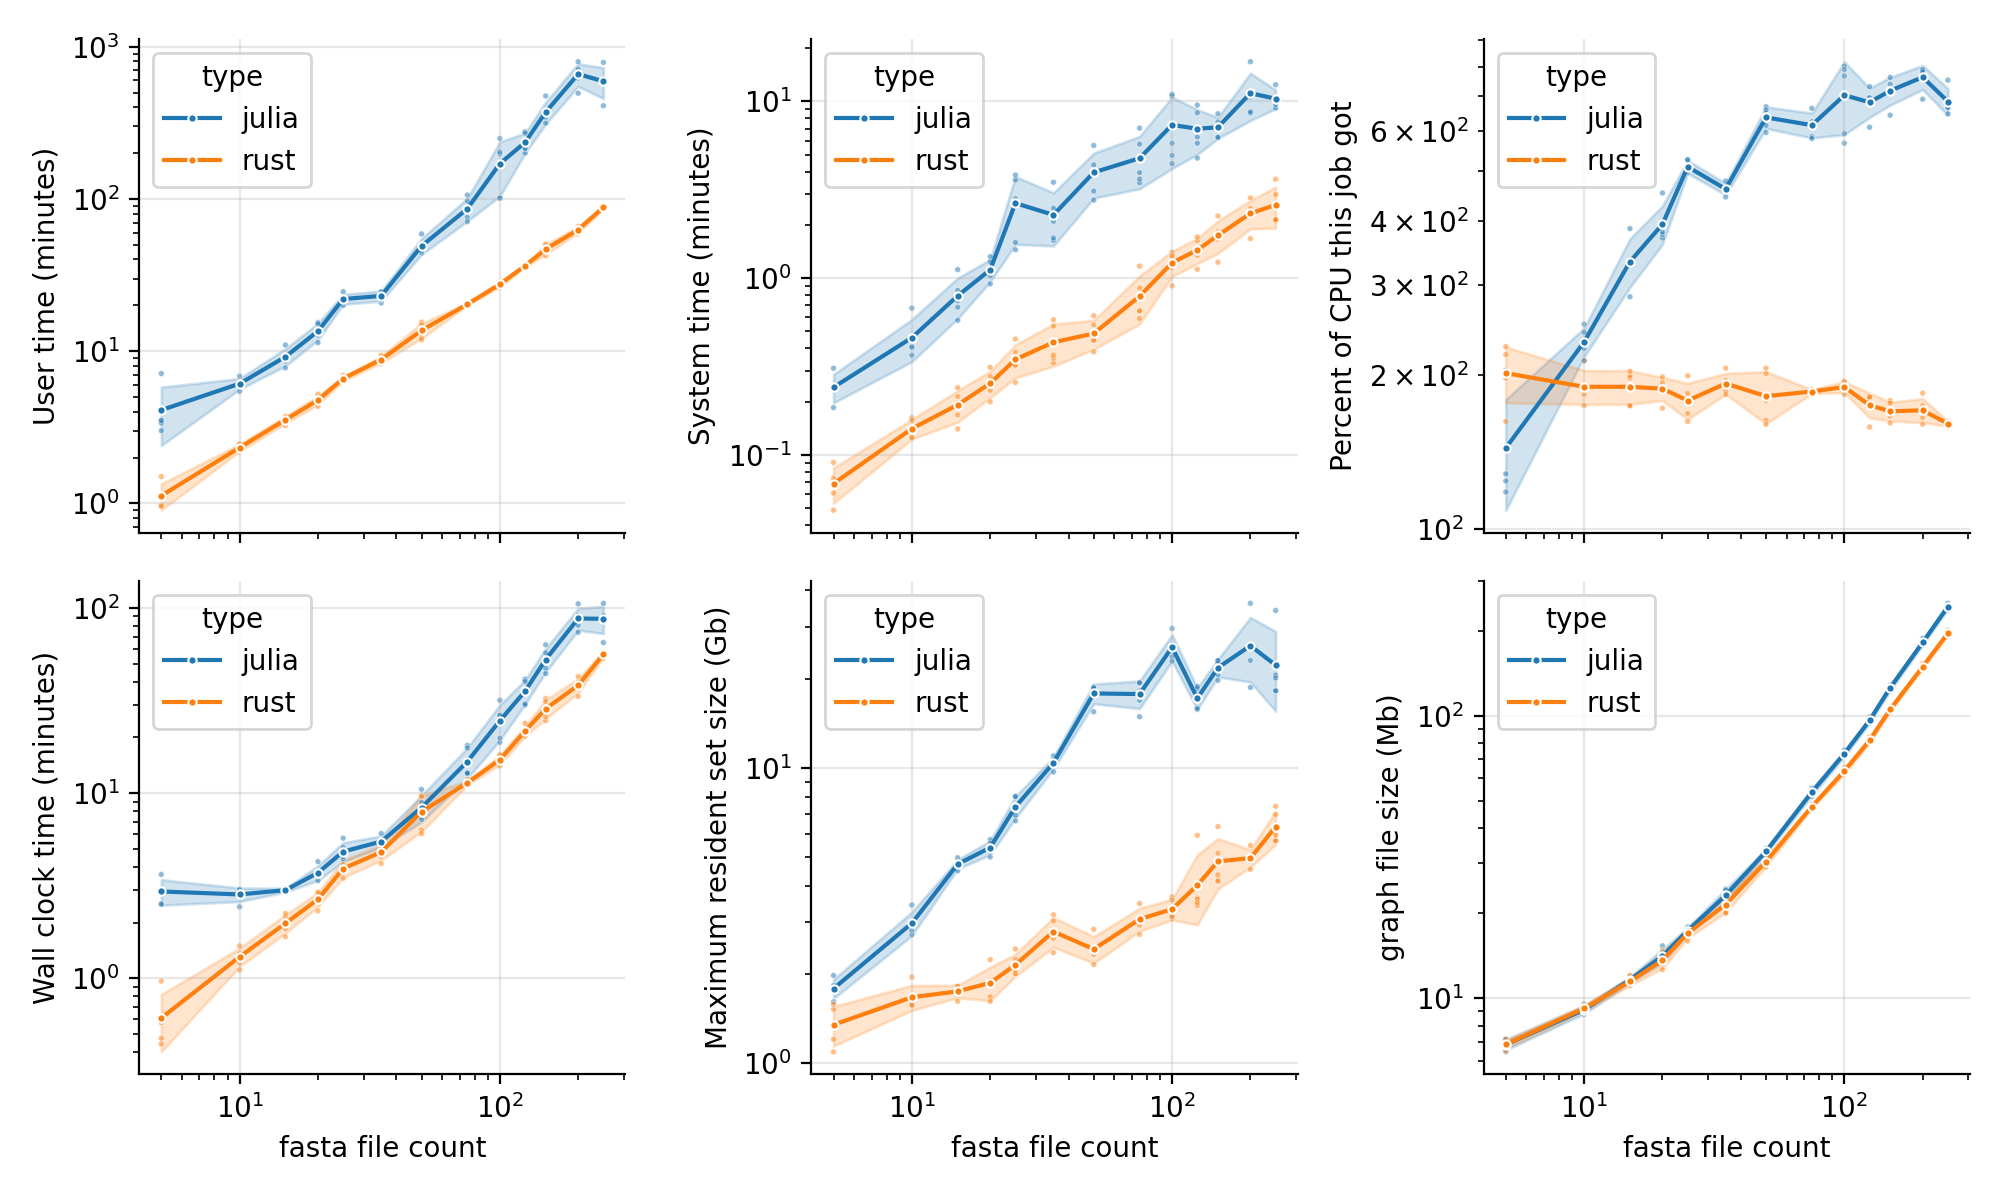 User time (minutes)
10³
10²
10¹
10⁰
type
julia
rust
System time (minutes)
10¹
10⁰
10⁻¹
type
julia
rust
Percent of CPU this job got
6 × 10²
4 × 10²
3 × 10²
2 × 10²
10²
type
julia
rust
Wall clock time (minutes)
10²
10¹
10⁰
type
julia
rust
10¹
10²
fasta file count
Maximum resident set size (Gb)
10¹
10⁰
type
julia
rust
10¹
10²
fasta file count
graph file size (Mb)
10²
10¹
type
julia
rust
10¹
10²
fasta file count